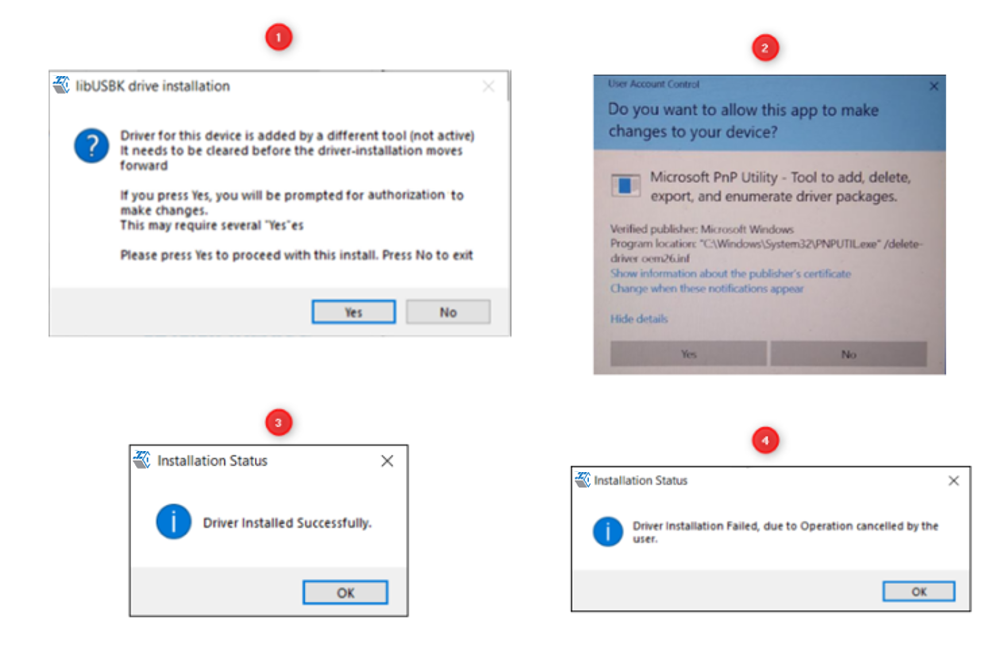 1
libUSBK drive installation
Driver for this device is added by a different tool (not active)
It needs to be cleared before the driver-installation moves
forward
If you press Yes, you will be prompted for authorization to
make changes.
This may require several "Yes"es
Please press Yes to proceed with this install. Press No to exit
Yes
No
2
User Account Control
Do you want to allow this app to make
changes to your device?
Microsoft PnP Utility - Tool to add, delete,
export, and enumerate driver packages.
Verified publisher: Microsoft Windows
Program location: "C:\Windows\System32\PNPUTIL.exe" /delete-
driver oem26.inf
Show information about the publisher's certificate
Change when these notifications appear
Hide details
Yes
No
3
Installation Status
Driver Installed Successfully.
OK
4
Installation Status
Driver Installation Failed, due to Operation cancelled by the
user.
OK